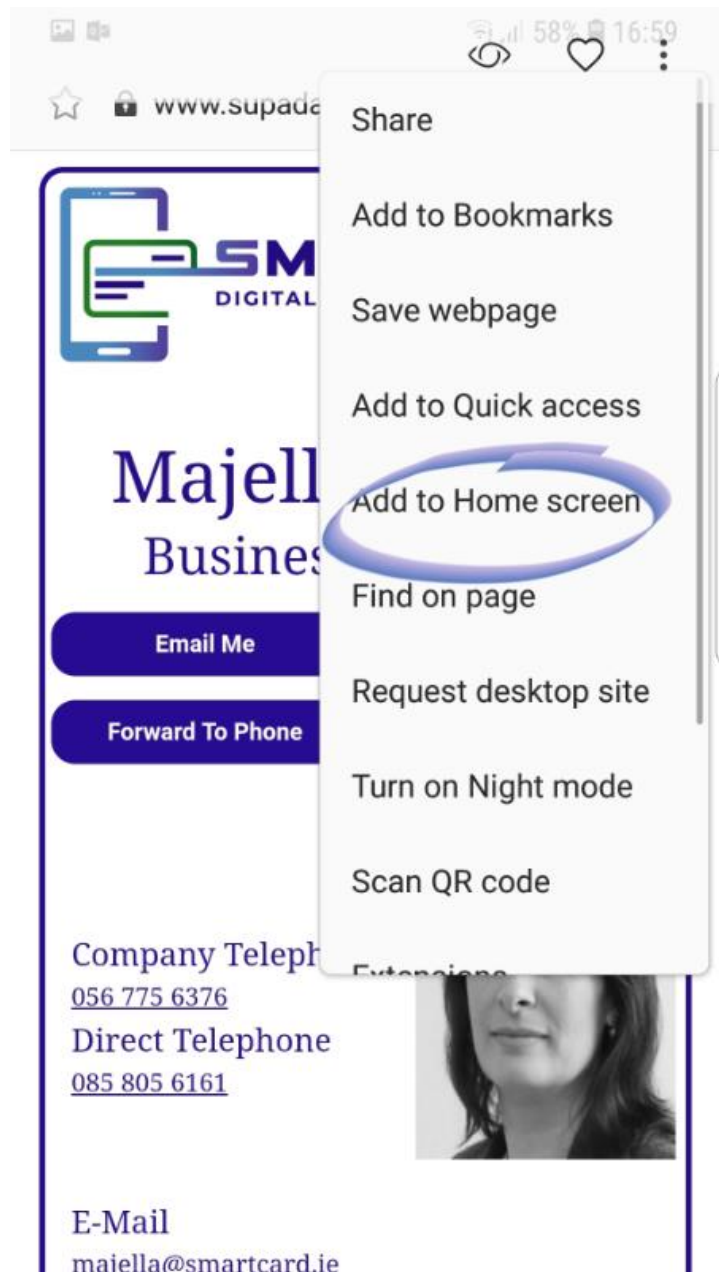 58% 16:59
www.supada
Share
Add to Bookmarks
Save webpage
Add to Quick access
Add to Home screen
Find on page
Request desktop site
Turn on Night mode
Scan QR code
Extensions
SM
DIGITAL
Majell
Busines
Email Me
Forward To Phone
Company Teleph
056 775 6376
Direct Telephone
085 805 6161
E-Mail
majella@smartcard.ie